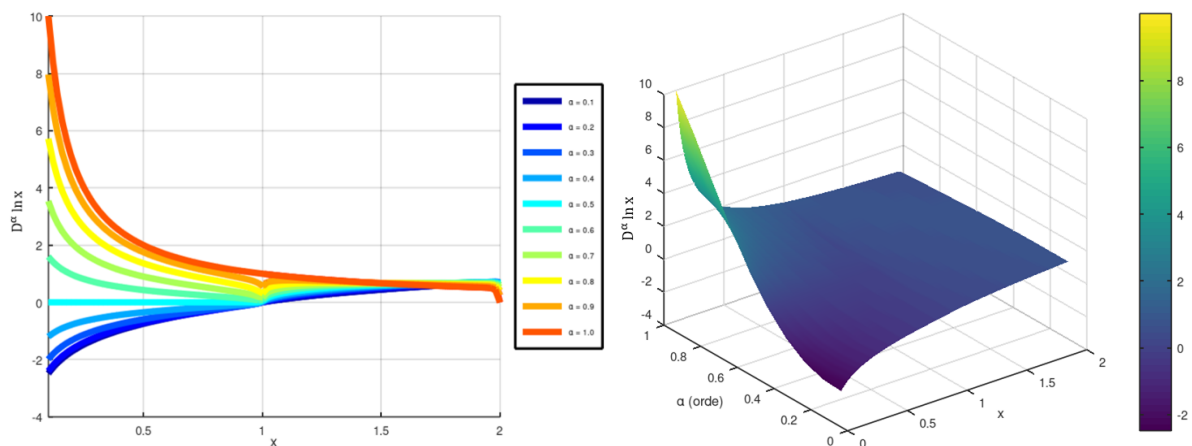 10
8
6
4
2
0
-2
-4
0.5
1
1.5
2
x
D^α ln x
α = 0.1
α = 0.2
α = 0.3
α = 0.4
α = 0.5
α = 0.6
α = 0.7
α = 0.8
α = 0.9
α = 1.0
10
8
6
4
2
0
-2
-4
D^α ln x
1
0.8
0.6
0.4
0.2
0
α (orde)
0
0.5
1
1.5
2
x
8
6
4
2
0
-2